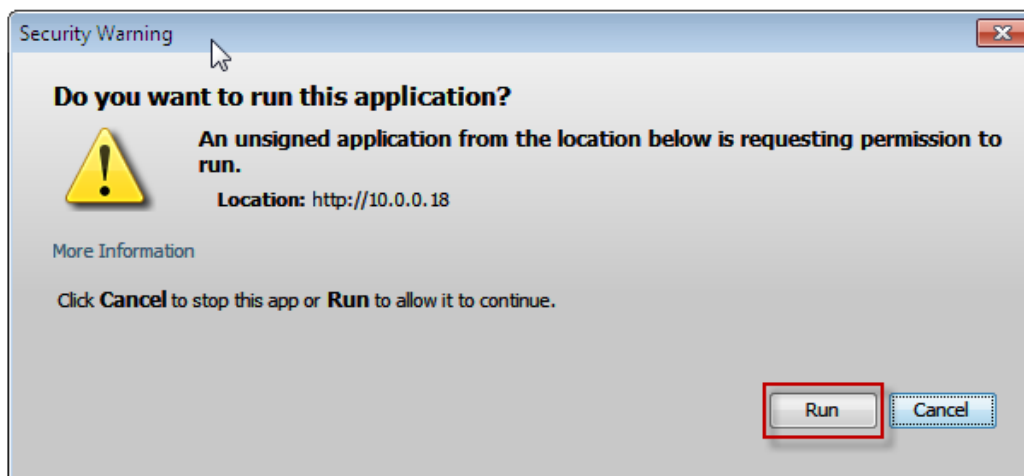 Security Warning
Do you want to run this application?
An unsigned application from the location below is requesting permission to
run.
Location: http://10.0.0.18
More Information
Click Cancel to stop this app or Run to allow it to continue.
Run Cancel